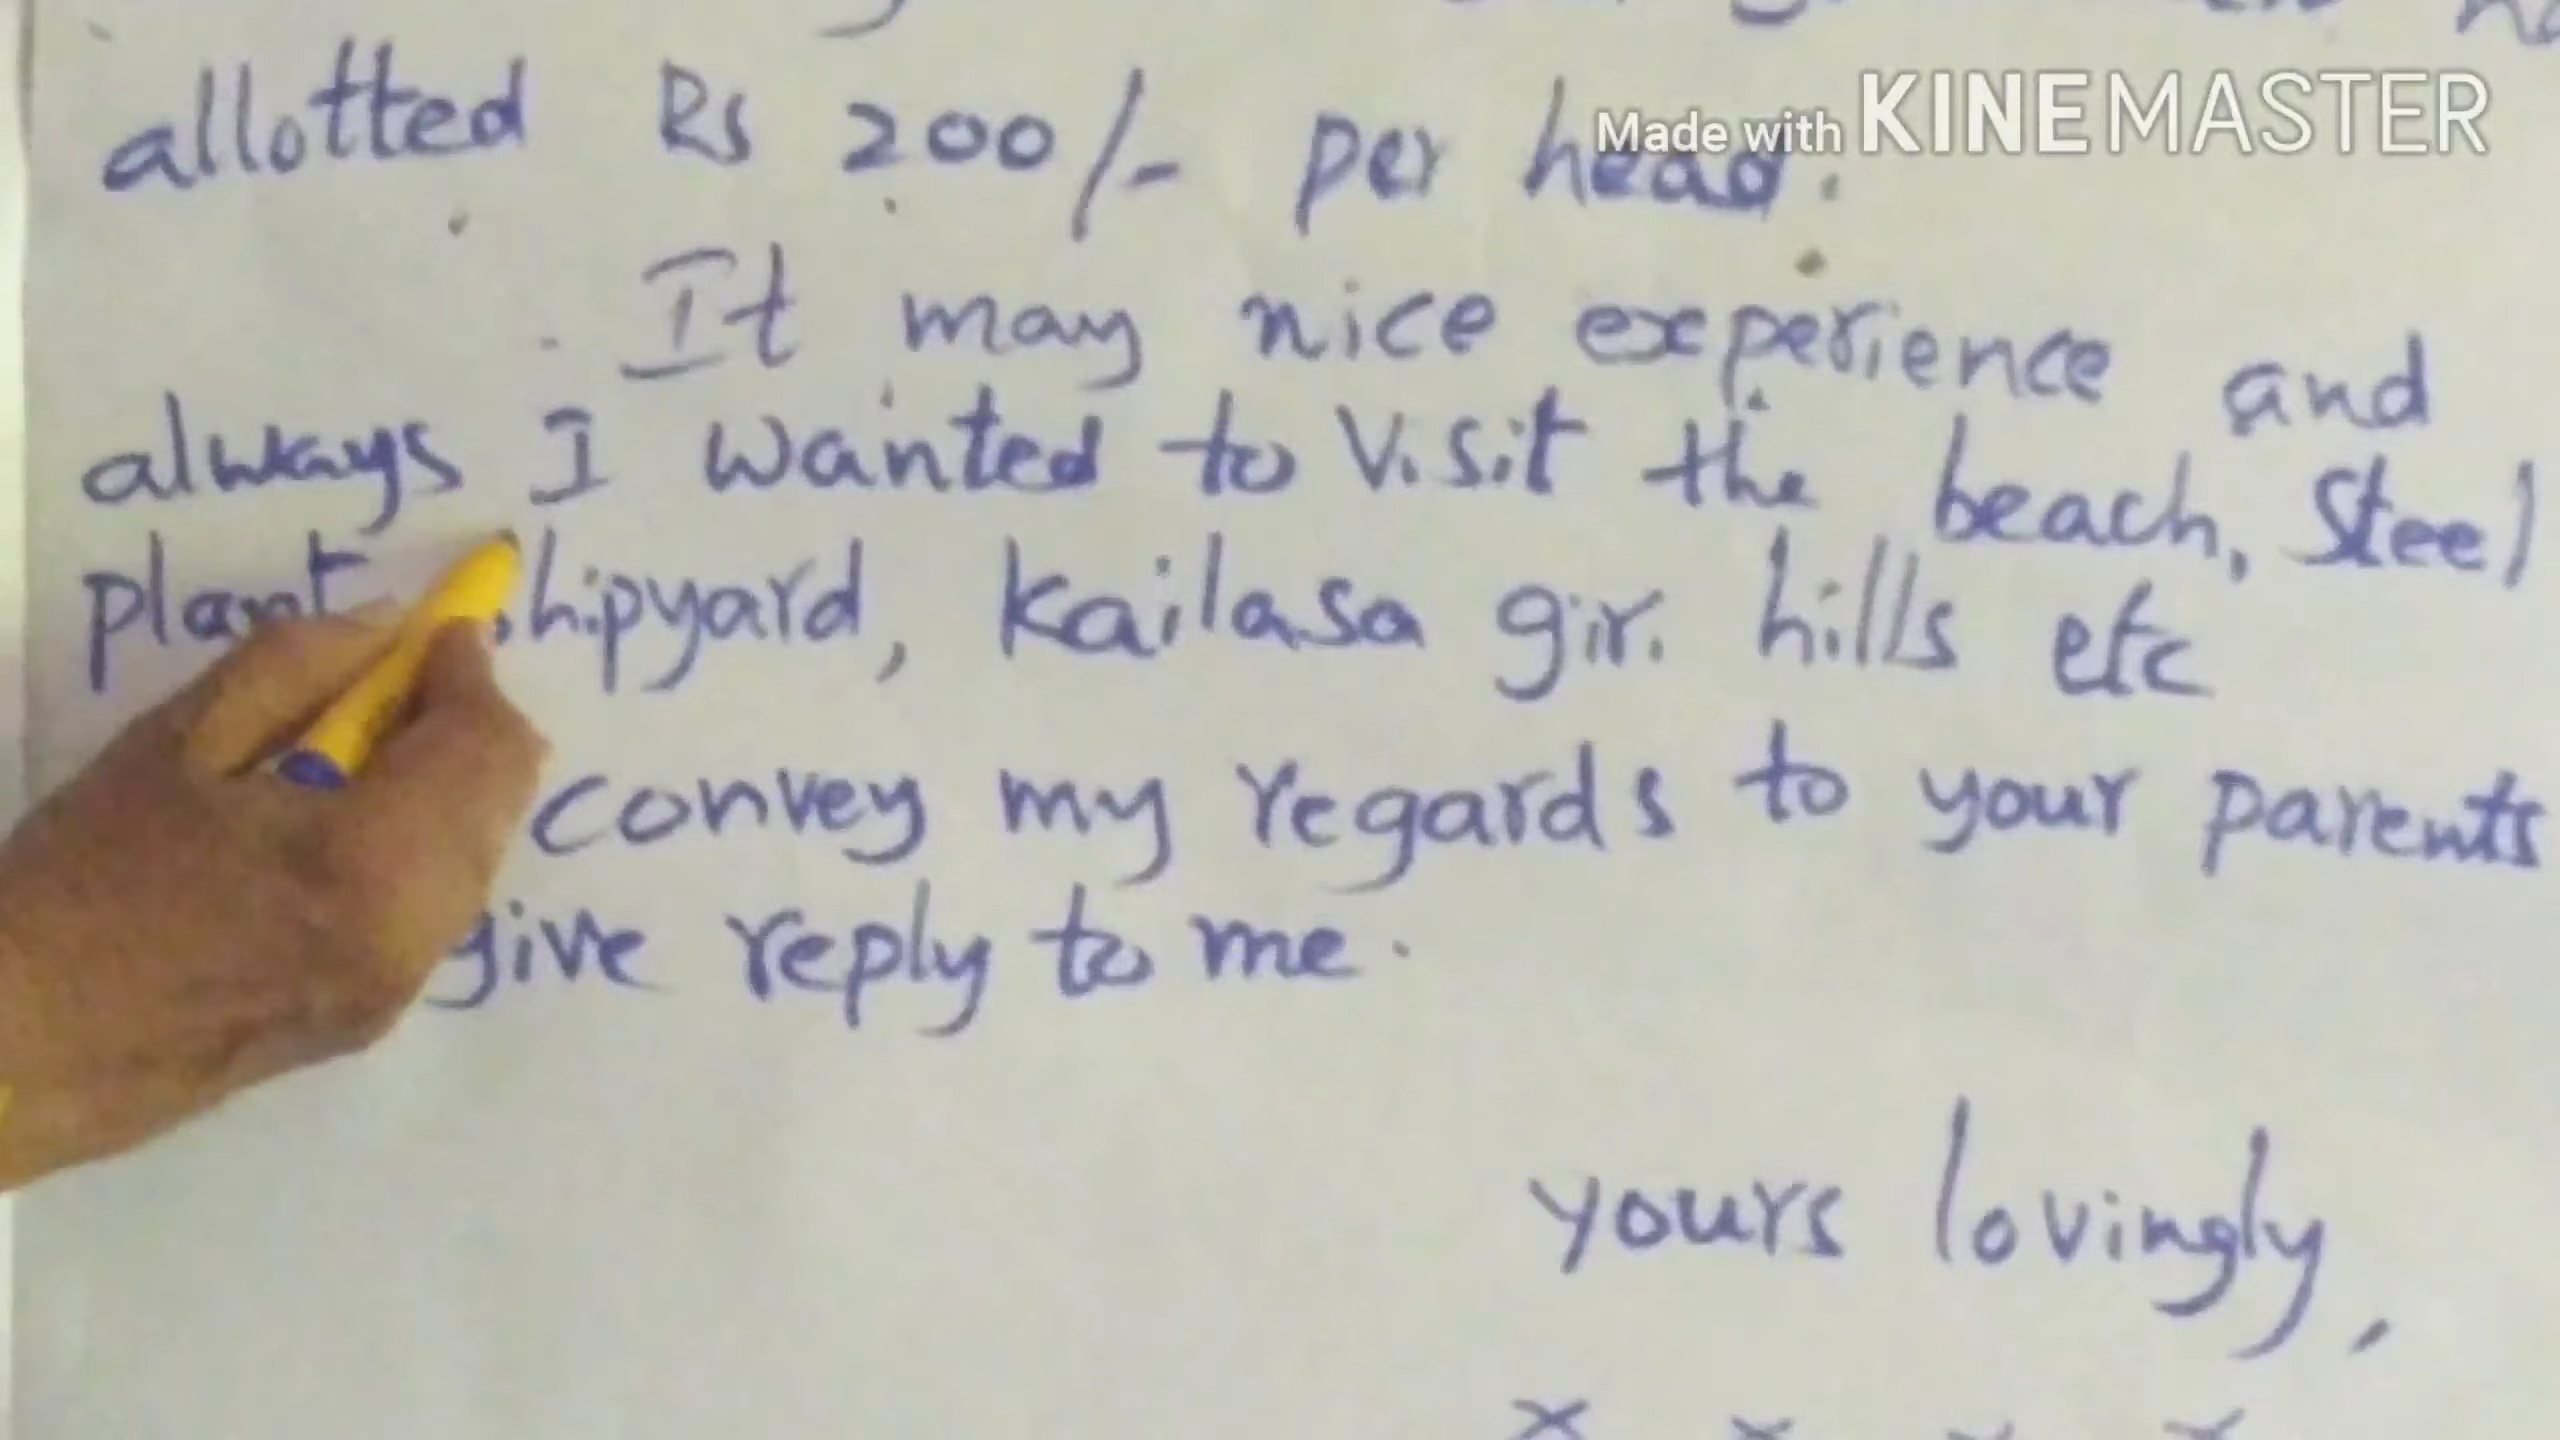 allotted Rs 200/- per head.
Made with KINEMASTER
It may nice experience and
always I wanted to visit the beach, Steel
plant shipyard, Kailasa giri hills etc
convey my regards to your parents
give reply to me.
yours lovingly,
x x x x